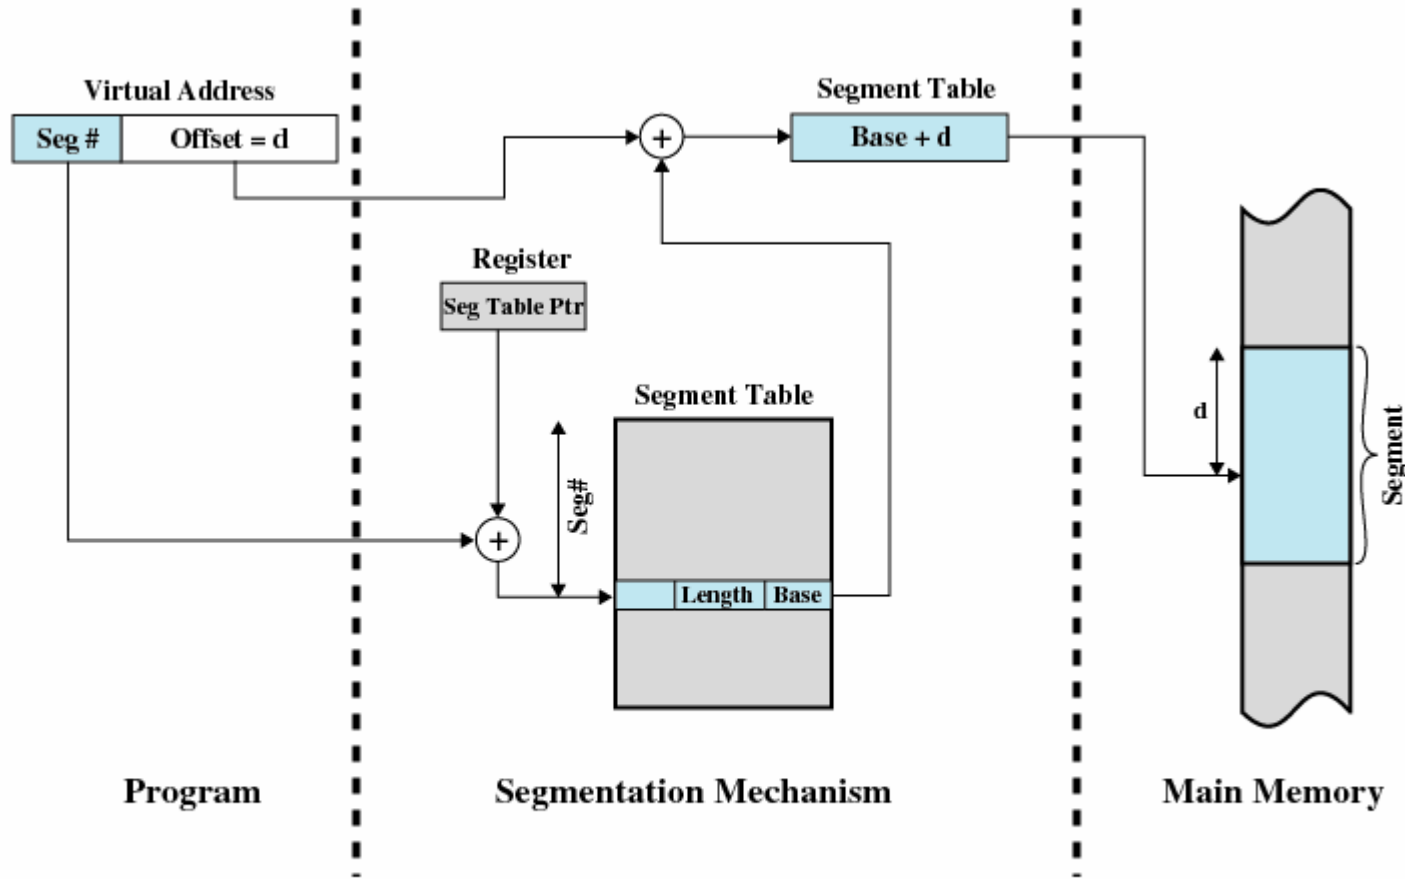 Virtual Address
Seg # Offset = d
Segment Table
+ Base + d
Register
Seg Table Ptr
Segment Table
Seg#
+
Length Base
d
Segment
Program
Segmentation Mechanism
Main Memory